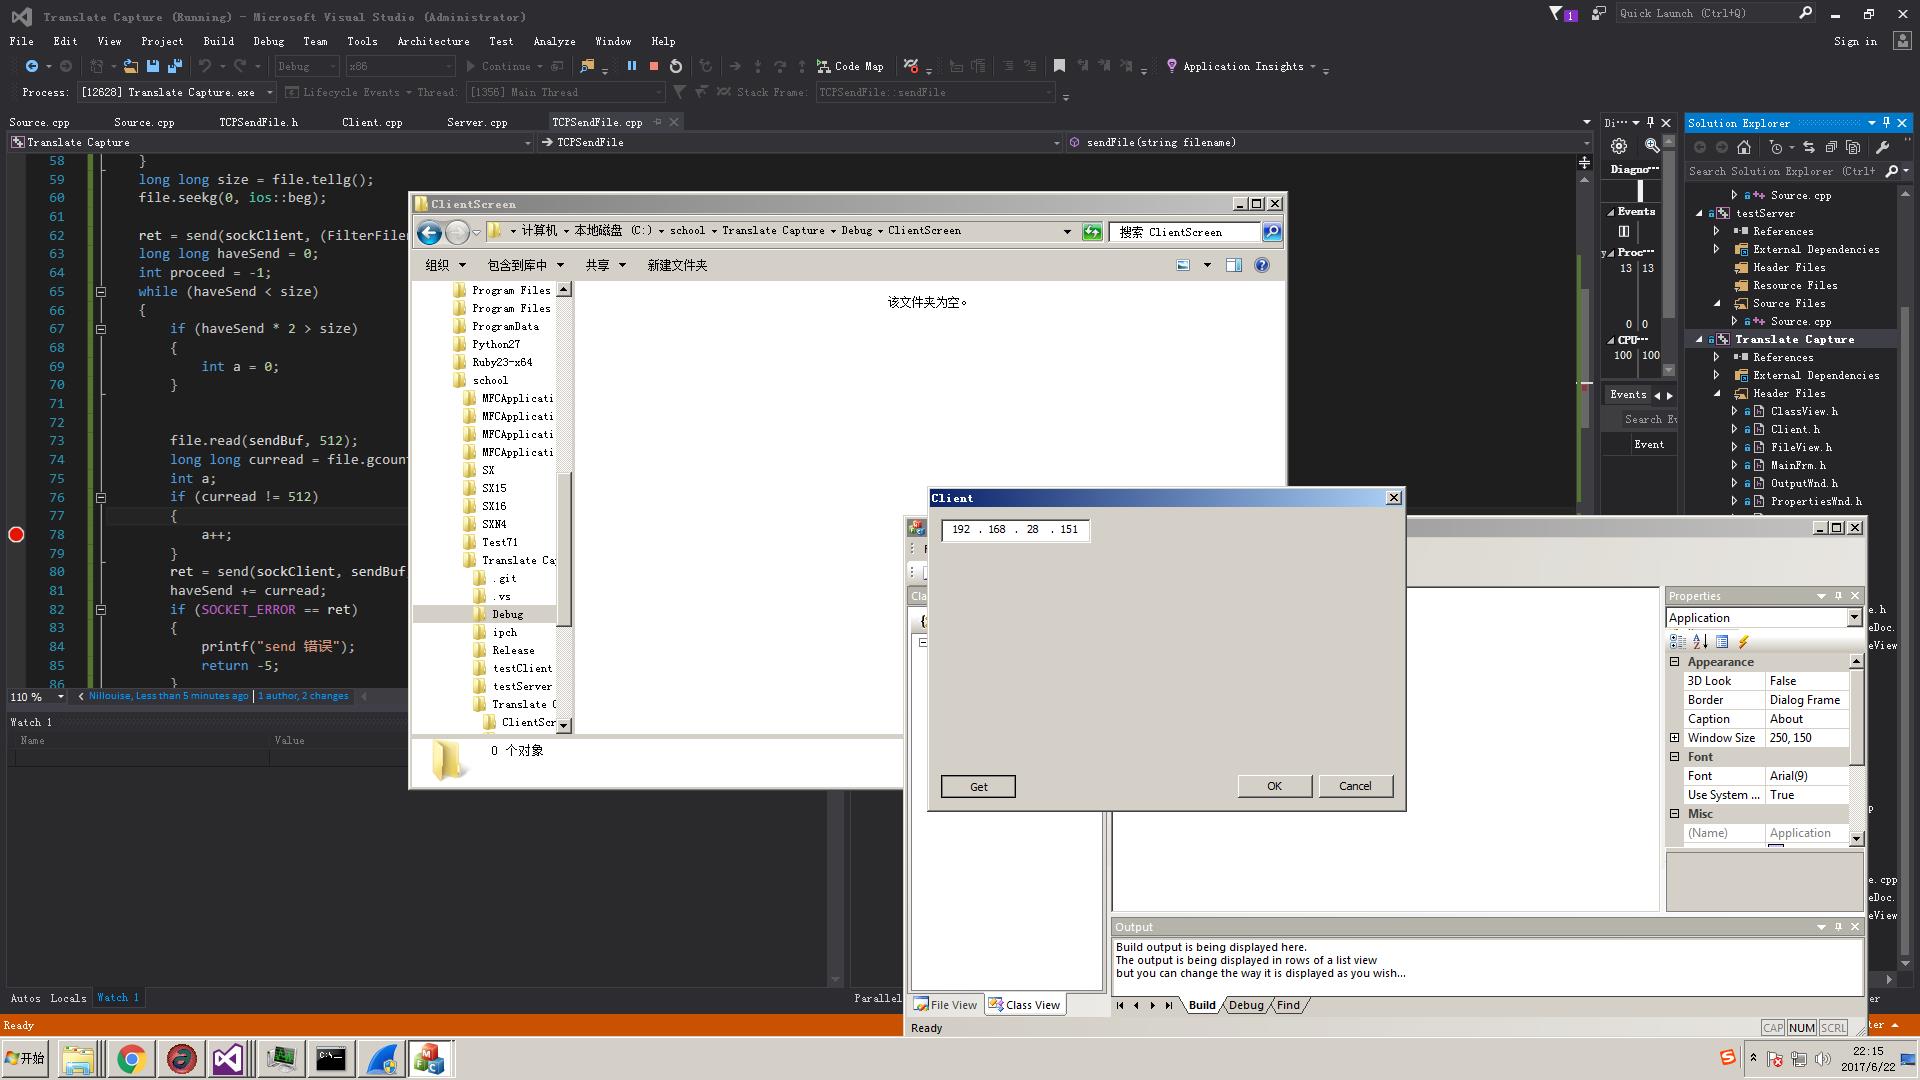 Translate Capture (Running) - Microsoft Visual Studio (Administrator)
1
Quick Launch (Ctrl+Q)
File Edit View Project Build Debug Team Tools Architecture Test Analyze Window Help
Sign in
Debug x86 Continue Code Map Application Insights
Process: [12628] Translate Capture.exe Lifecycle Events Thread: [1356] Main Thread Stack Frame: TCPSendFile::sendFile
Source.cpp Source.cpp TCPSendFile.h Client.cpp Server.cpp TCPSendFile.cpp
Translate Capture TCPSendFile sendFile(string filename)
58 }
59 long long size = file.tellg();
60 file.seekg(0, ios::beg);
61
62 ret = send(sockClient, (FilterFile
63 long long haveSend = 0;
64 int proceed = -1;
65 while (haveSend < size)
66 {
67 if (haveSend * 2 > size)
68 {
69 int a = 0;
70 }
71
72
73 file.read(sendBuf, 512);
74 long long curread = file.gcount
75 int a;
76 if (curread != 512)
77 {
78 a++;
79 }
80 ret = send(sockClient, sendBuf
81 haveSend += curread;
82 if (SOCKET_ERROR == ret)
83 {
84 printf("send 错误");
85 return -5;
86 }
110 % Nillouise, Less than 5 minutes ago | 1 author, 2 changes
Watch 1
Name Value
Autos Locals Watch 1
Parallel
Ready
ClientScreen
计算机 本地磁盘 (C:) school Translate Capture Debug ClientScreen
搜索 ClientScreen
组织 包含到库中 共享 新建文件夹
Program Files
Program Files
ProgramData
Python27
Ruby23-x64
school
MFCApplicati
MFCApplicati
MFCApplicati
MFCApplicati
SX
SX15
SX16
SXN4
Test71
Translate Ca
.git
.vs
Debug
ipch
Release
testClient
testServer
Translate C
ClientScr
该文件夹为空。
0 个对象
Client
192 . 168 . 28 . 151
Get OK Cancel
Properties
Application
Appearance
3D Look False
Border Dialog Frame
Caption About
Window Size 250, 150
Font
Font Arial(9)
Use System ... True
Misc
(Name) Application
Output
Build output is being displayed here.
The output is being displayed in rows of a list view
but you can change the way it is displayed as you wish...
Build Debug Find
File View Class View
Ready
CAP NUM SCRL
Di…
Diagno…
Events
Proc…
13 13
0 0
CPU…
100 100
Events
Search Ev
Event
Solution Explorer
Search Solution Explorer (Ctrl+
Source.cpp
testServer
References
External Dependencies
Header Files
Resource Files
Source Files
Source.cpp
Translate Capture
References
External Dependencies
Header Files
ClassView.h
Client.h
FileView.h
MainFrm.h
OutputWnd.h
PropertiesWnd.h
开始
22:15
2017/6/22